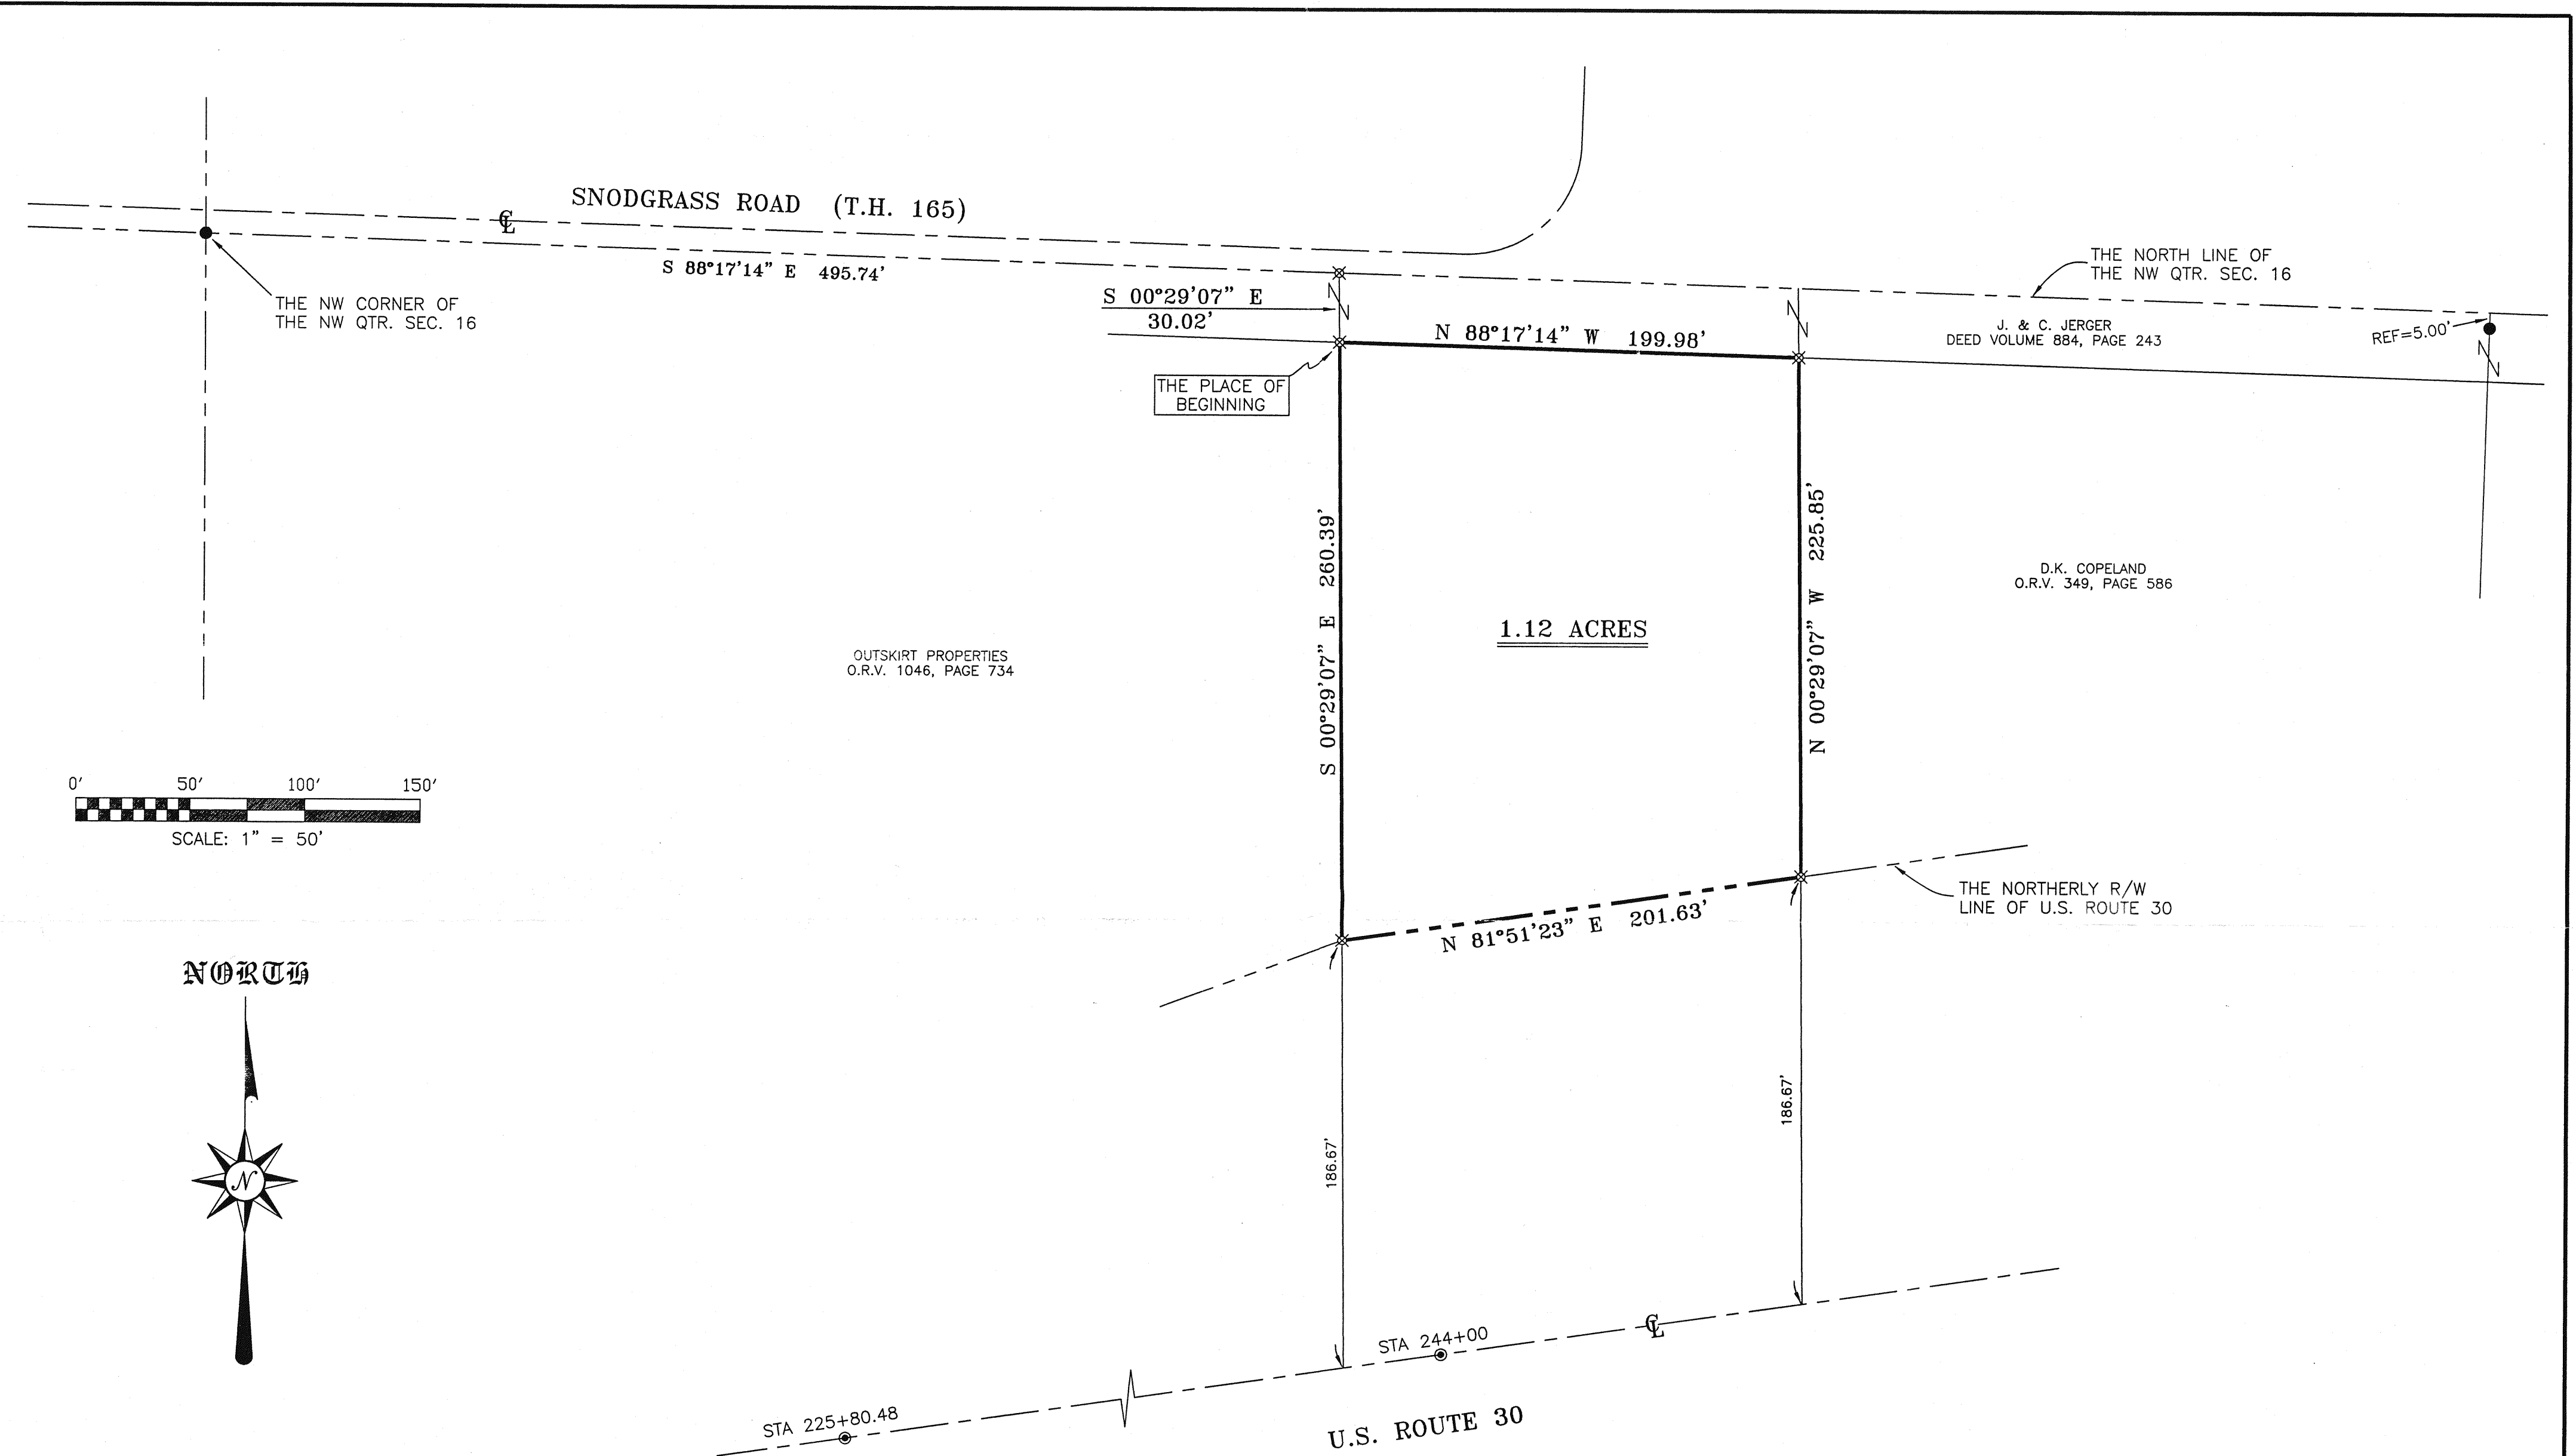 SNODGRASS ROAD (T.H. 165)
℄
S 88°17'14" E 495.74'
THE NW CORNER OF
THE NW QTR. SEC. 16
S 00°29'07" E
30.02'
THE NORTH LINE OF
THE NW QTR. SEC. 16
N 88°17'14" W 199.98'
J. & C. JERGER
DEED VOLUME 884, PAGE 243
REF=5.00'
THE PLACE OF
BEGINNING
S 00°29'07" E 260.39'
N 00°29'07" W 225.85'
D.K. COPELAND
O.R.V. 349, PAGE 586
1.12 ACRES
OUTSKIRT PROPERTIES
O.R.V. 1046, PAGE 734
0' 50' 100' 150'
SCALE: 1" = 50'
THE NORTHERLY R/W
LINE OF U.S. ROUTE 30
N 81°51'23" E 201.63'
NORTH
N
186.67'
186.67'
STA 244+00
℄
STA 225+80.48
U.S. ROUTE 30